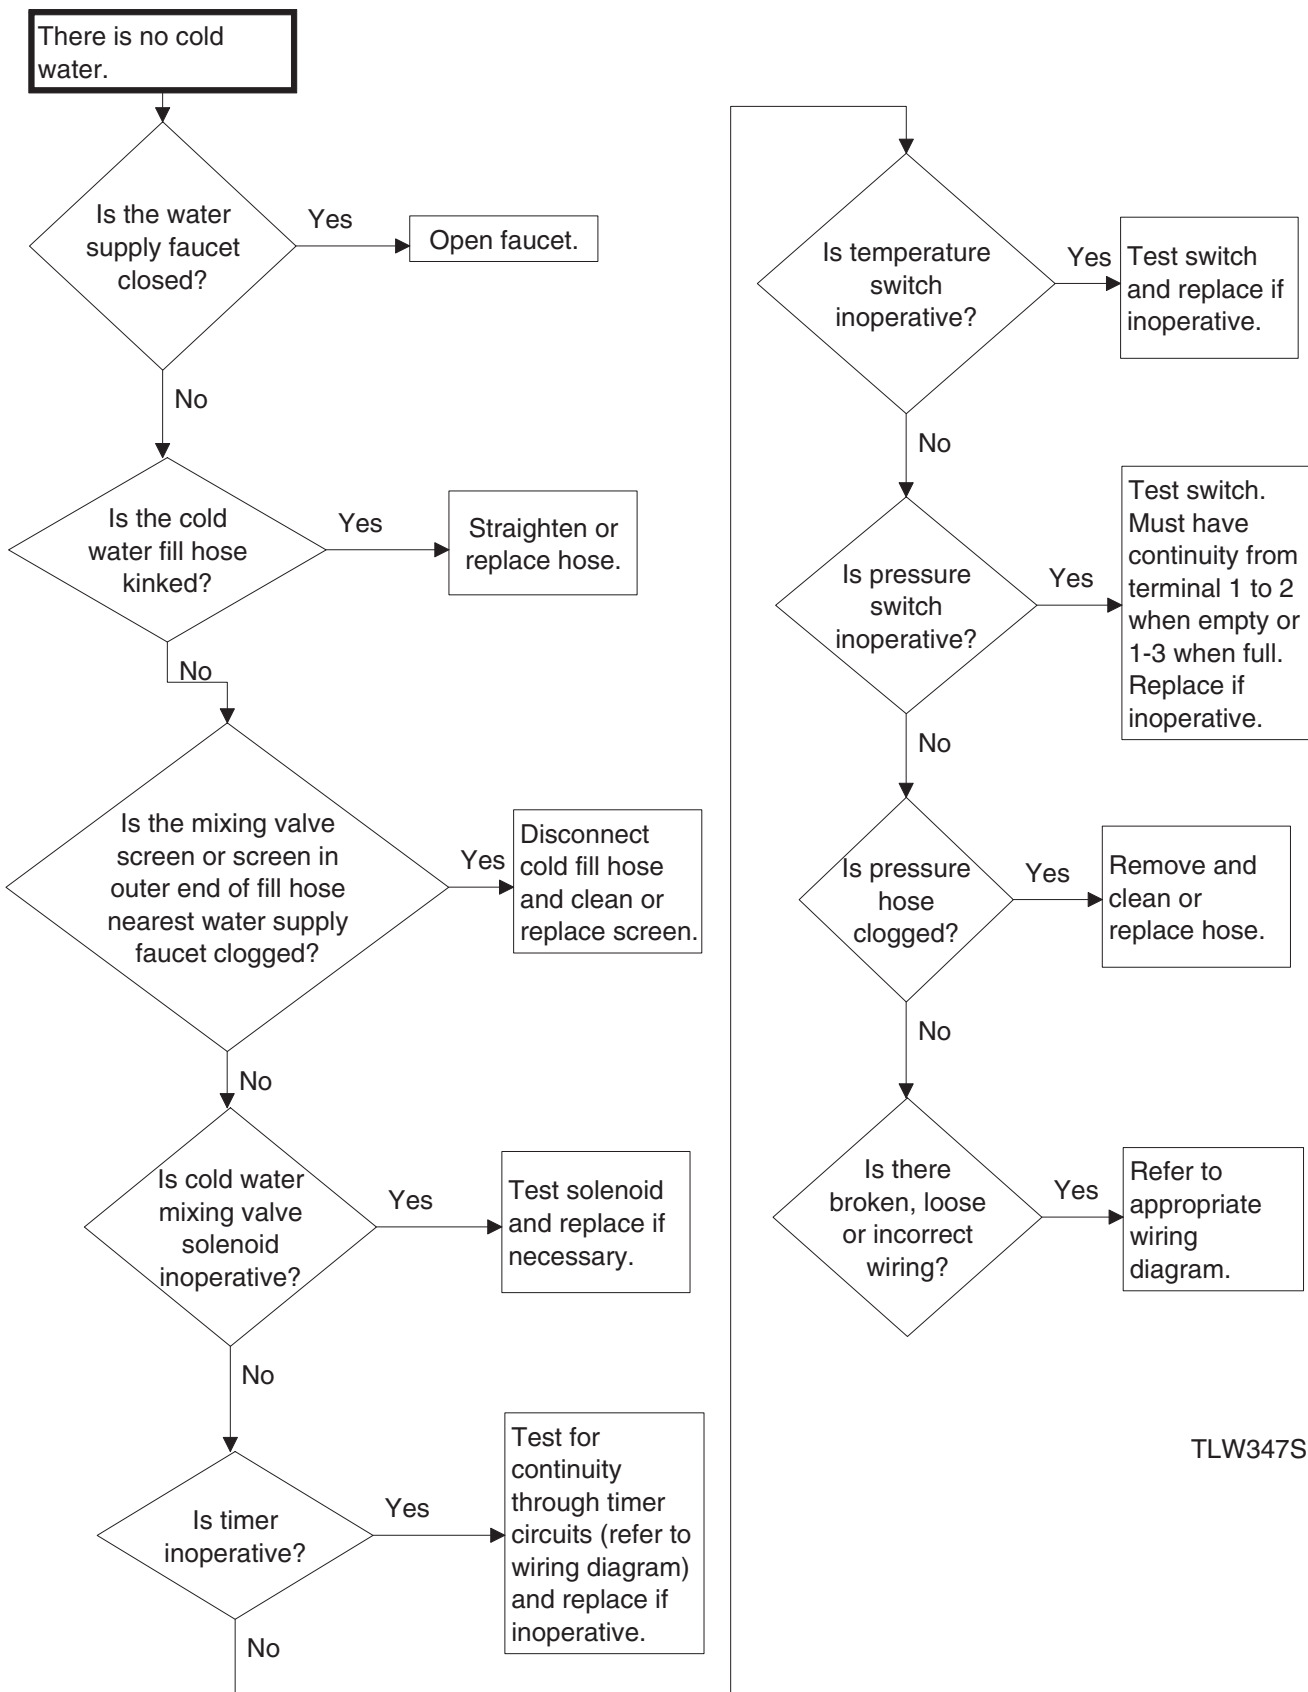 There is no cold
water.
Is the water
supply faucet
closed?
Yes
Open faucet.
No
Is the cold
water fill hose
kinked?
Yes
Straighten or
replace hose.
No
Is the mixing valve
screen or screen in
outer end of fill hose
nearest water supply
faucet clogged?
Yes
Disconnect
cold fill hose
and clean or
replace screen.
No
Is cold water
mixing valve
solenoid
inoperative?
Yes
Test solenoid
and replace if
necessary.
No
Is timer
inoperative?
Yes
Test for
continuity
through timer
circuits (refer to
wiring diagram)
and replace if
inoperative.
No
Is temperature
switch
inoperative?
Yes
Test switch
and replace if
inoperative.
No
Is pressure
switch
inoperative?
Yes
Test switch.
Must have
continuity from
terminal 1 to 2
when empty or
1-3 when full.
Replace if
inoperative.
No
Is pressure
hose
clogged?
Yes
Remove and
clean or
replace hose.
No
Is there
broken, loose
or incorrect
wiring?
Yes
Refer to
appropriate
wiring
diagram.
TLW347S